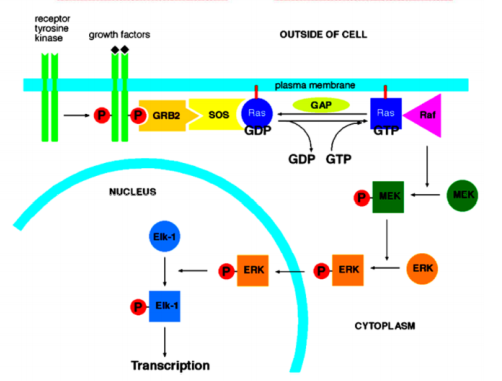 receptor
tyrosine
kinase
growth factors
OUTSIDE OF CELL
plasma membrane
P
P
GRB2
SOS
Ras
GDP
GAP
Ras
GTP
Raf
GDP
GTP
NUCLEUS
P
MEK
MEK
Elk-1
P
ERK
P
ERK
ERK
P
Elk-1
CYTOPLASM
Transcription